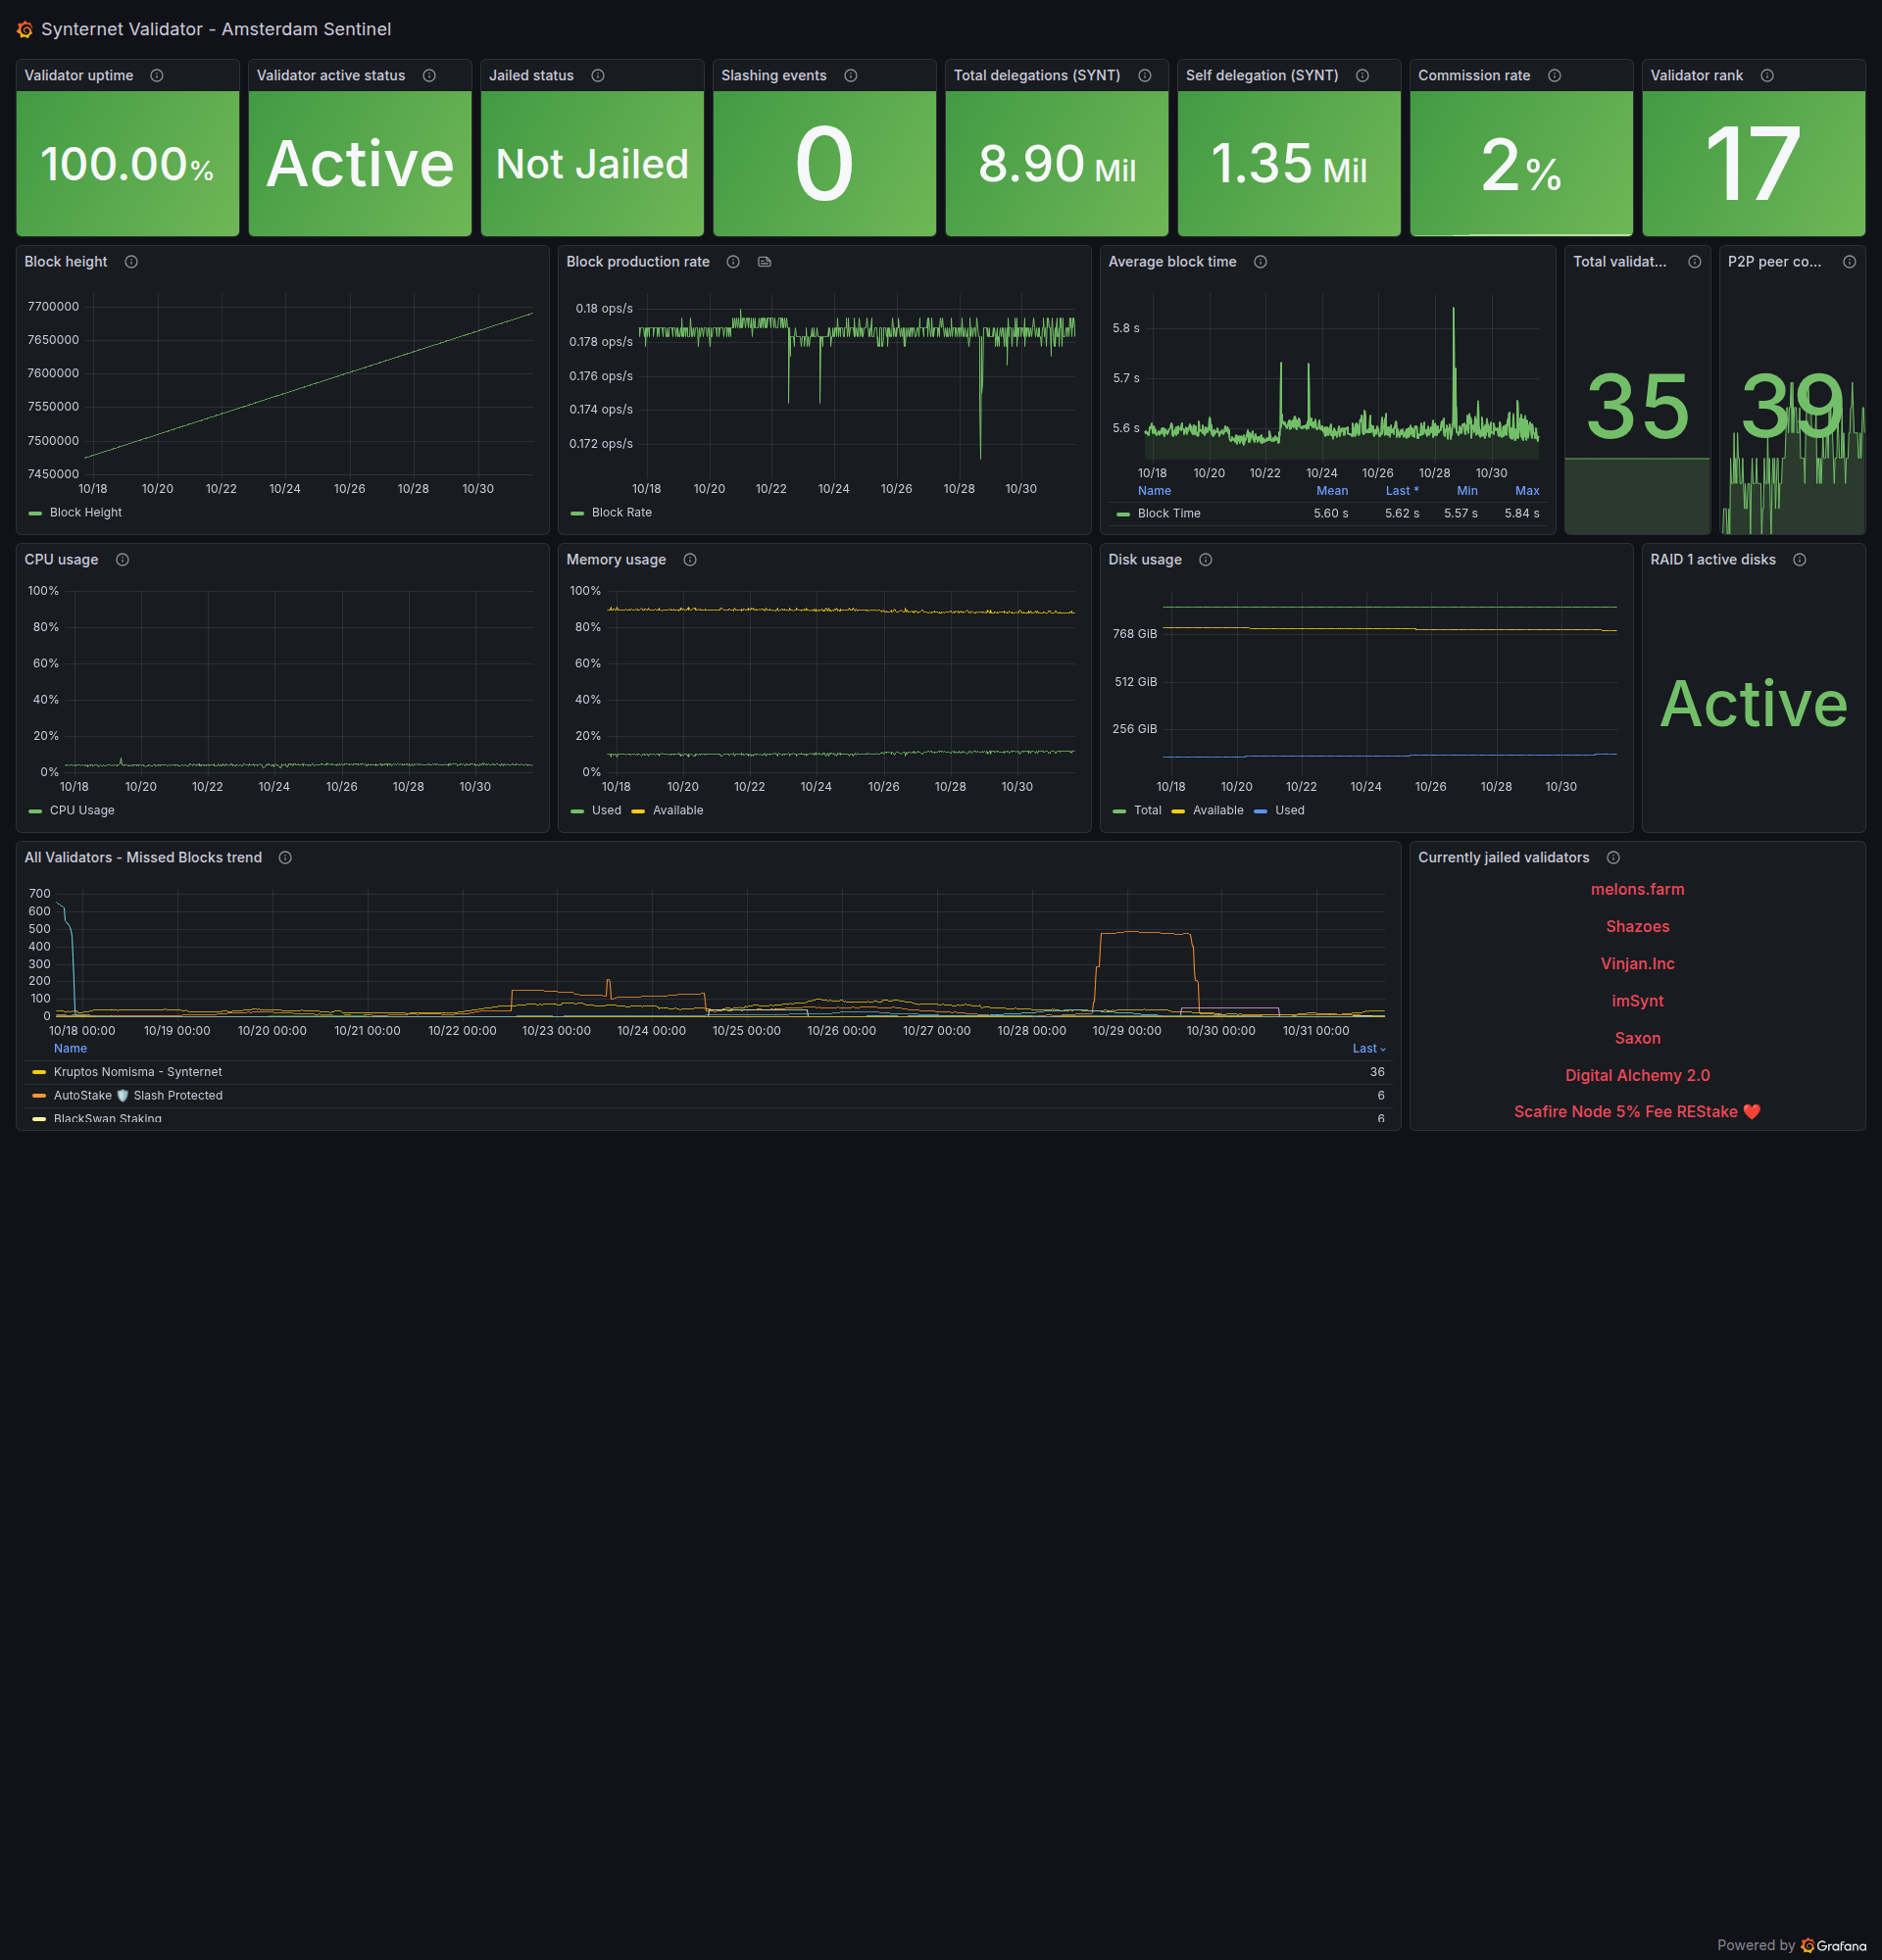 Synternet Validator - Amsterdam Sentinel
Validator uptime
100.00%
Validator active status
Active
Jailed status
Not Jailed
Slashing events
0
Total delegations (SYNT)
8.90 Mil
Self delegation (SYNT)
1.35 Mil
Commission rate
2%
Validator rank
17
Block height
7700000
7650000
7600000
7550000
7500000
7450000
10/18 10/20 10/22 10/24 10/26 10/28 10/30
Block Height
Block production rate
0.18 ops/s
0.178 ops/s
0.176 ops/s
0.174 ops/s
0.172 ops/s
10/18 10/20 10/22 10/24 10/26 10/28 10/30
Block Rate
Average block time
5.8 s
5.7 s
5.6 s
10/18 10/20 10/22 10/24 10/26 10/28 10/30
Name Mean Last * Min Max
Block Time 5.60 s 5.62 s 5.57 s 5.84 s
Total validat...
35
P2P peer co...
39
CPU usage
100%
80%
60%
40%
20%
0%
10/18 10/20 10/22 10/24 10/26 10/28 10/30
CPU Usage
Memory usage
100%
80%
60%
40%
20%
0%
10/18 10/20 10/22 10/24 10/26 10/28 10/30
Used Available
Disk usage
768 GiB
512 GiB
256 GiB
10/18 10/20 10/22 10/24 10/26 10/28 10/30
Total Available Used
RAID 1 active disks
Active
All Validators - Missed Blocks trend
700
600
500
400
300
200
100
0
10/18 00:00 10/19 00:00 10/20 00:00 10/21 00:00 10/22 00:00 10/23 00:00 10/24 00:00 10/25 00:00 10/26 00:00 10/27 00:00 10/28 00:00 10/29 00:00 10/30 00:00 10/31 00:00
Name Last
Kruptos Nomisma - Synternet 36
AutoStake 🛡️ Slash Protected 6
BlackSwan Staking 6
Currently jailed validators
melons.farm
Shazoes
Vinjan.Inc
imSynt
Saxon
Digital Alchemy 2.0
Scafire Node 5% Fee REStake ❤️
Powered by Grafana